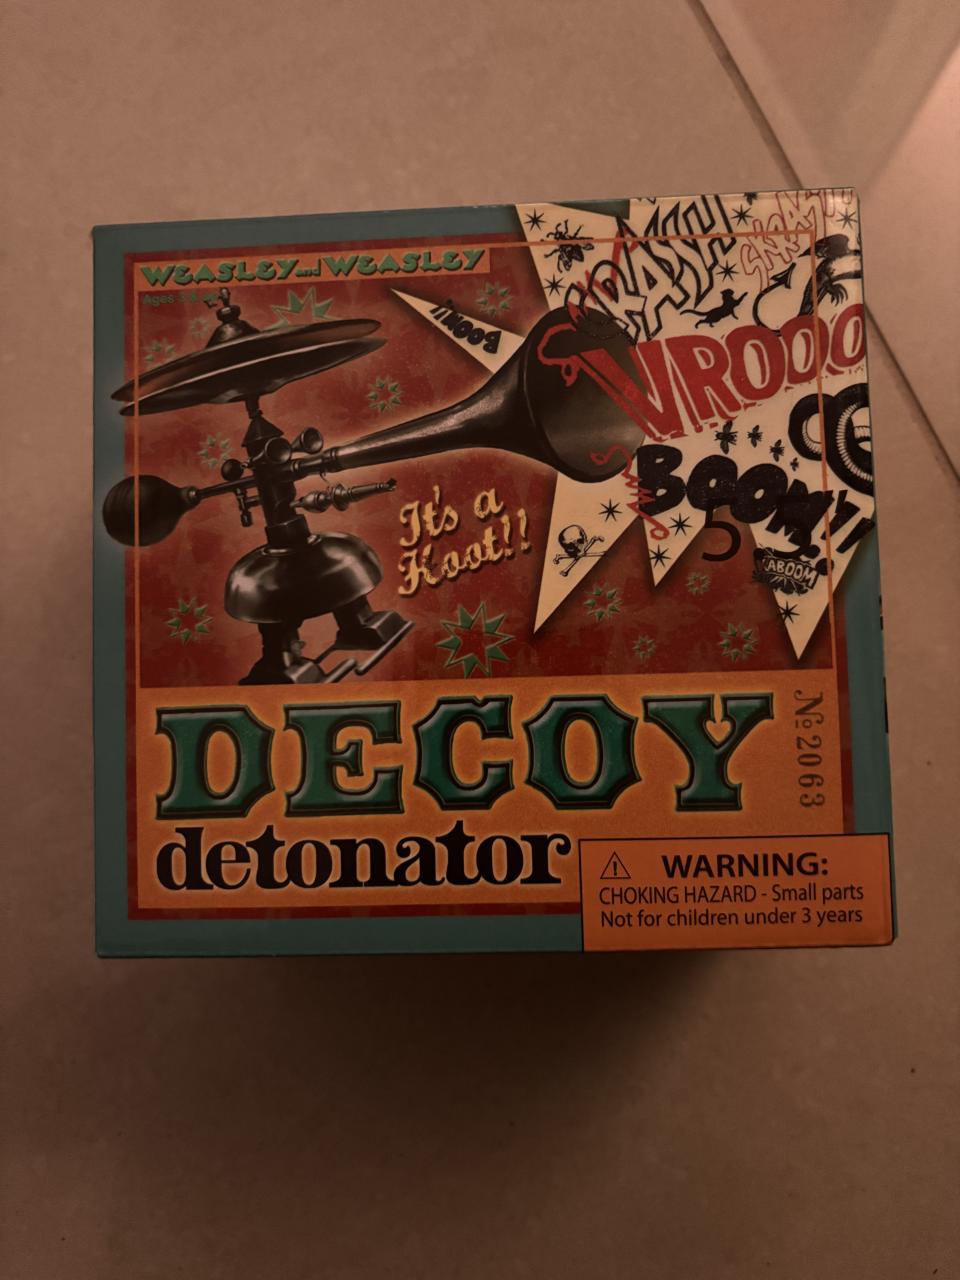 WEASLEY and WEASLEY
BOOM!!
CRASH
VROOO
BOOM!!
KABOOM
It's a
Hoot!!
DECOY
detonator
№2063
WARNING:
CHOKING HAZARD - Small parts
Not for children under 3 years